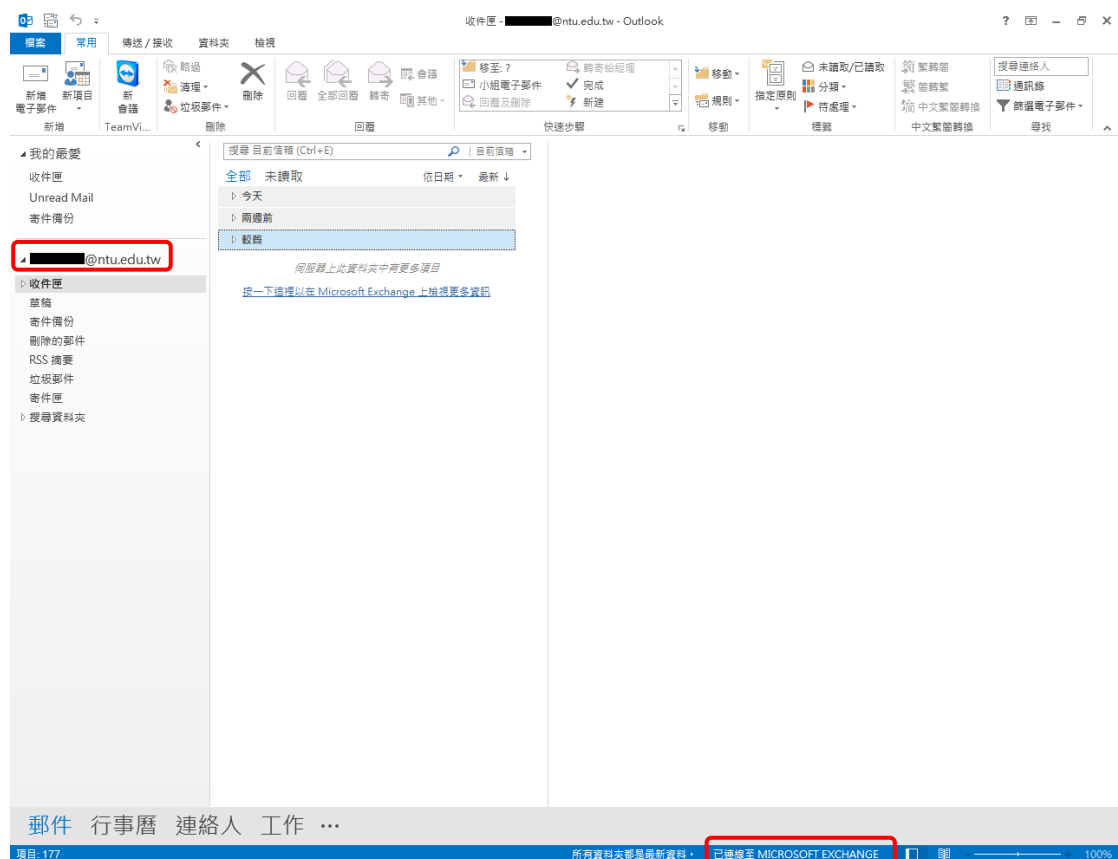 收件匣 - @ntu.edu.tw - Outlook
檔案 常用 傳送 / 接收 資料夾 檢視
新增 電子郵件
新項目
新 會議
略過
清理
垃圾郵件
刪除
回覆 全部回覆 轉寄
會議
其他
移至: ?
小組電子郵件
回覆及刪除
轉寄給經理
完成
新建
移動
規則
指定原則
未讀取/已讀取
分類
待處理
繁轉簡
簡轉繁
中文繁簡轉換
搜尋連絡人
通訊錄
篩選電子郵件
新增 TeamVi... 刪除 回覆 快速步驟 移動 標籤 中文繁簡轉換 尋找
我的最愛
收件匣
Unread Mail
寄件備份
@ntu.edu.tw
收件匣
草稿
寄件備份
刪除的郵件
RSS 摘要
垃圾郵件
寄件匣
搜尋資料夾
搜尋 目前信箱 (Ctrl+E) 目前信箱
全部 未讀取 依日期 最新 ↓
今天
兩週前
較舊
伺服器上此資料夾中有更多項目
按一下這裡以在 Microsoft Exchange 上檢視更多資訊
郵件 行事曆 連絡人 工作 •••
項目: 177 所有資料夾都是最新資料。 已連線至 MICROSOFT EXCHANGE 100%